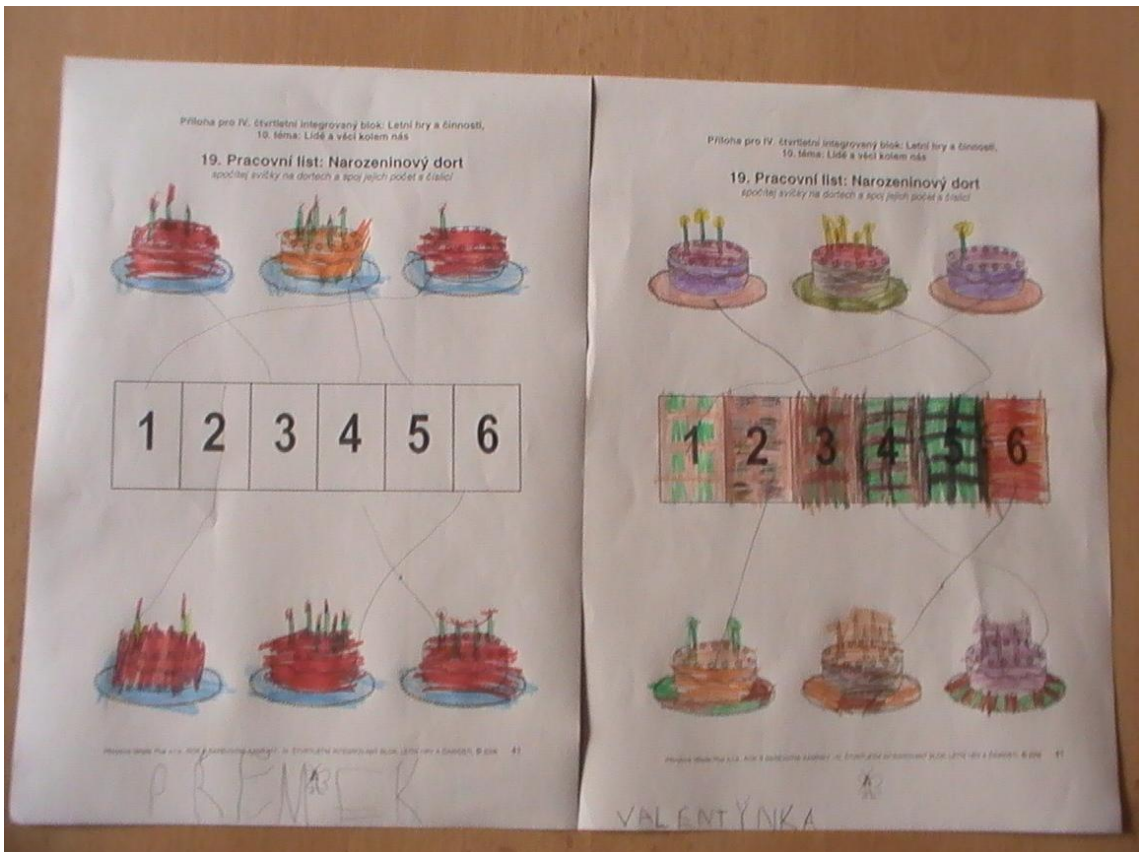 Příloha pro IV. čtvrtletní integrovaný blok: Letní hry a činnosti,
10. téma: Lidé a věci kolem nás
19. Pracovní list: Narozeninový dort
spočítej svíčky na dortech a spoj jejich počet s číslicí
1 2 3 4 5 6
41
PŘEMEK
Příloha pro IV. čtvrtletní integrovaný blok: Letní hry a činnosti,
10. téma: Lidé a věci kolem nás
19. Pracovní list: Narozeninový dort
spočítej svíčky na dortech a spoj jejich počet s číslicí
1 2 3 4 5 6
41
VALENTÝNKA